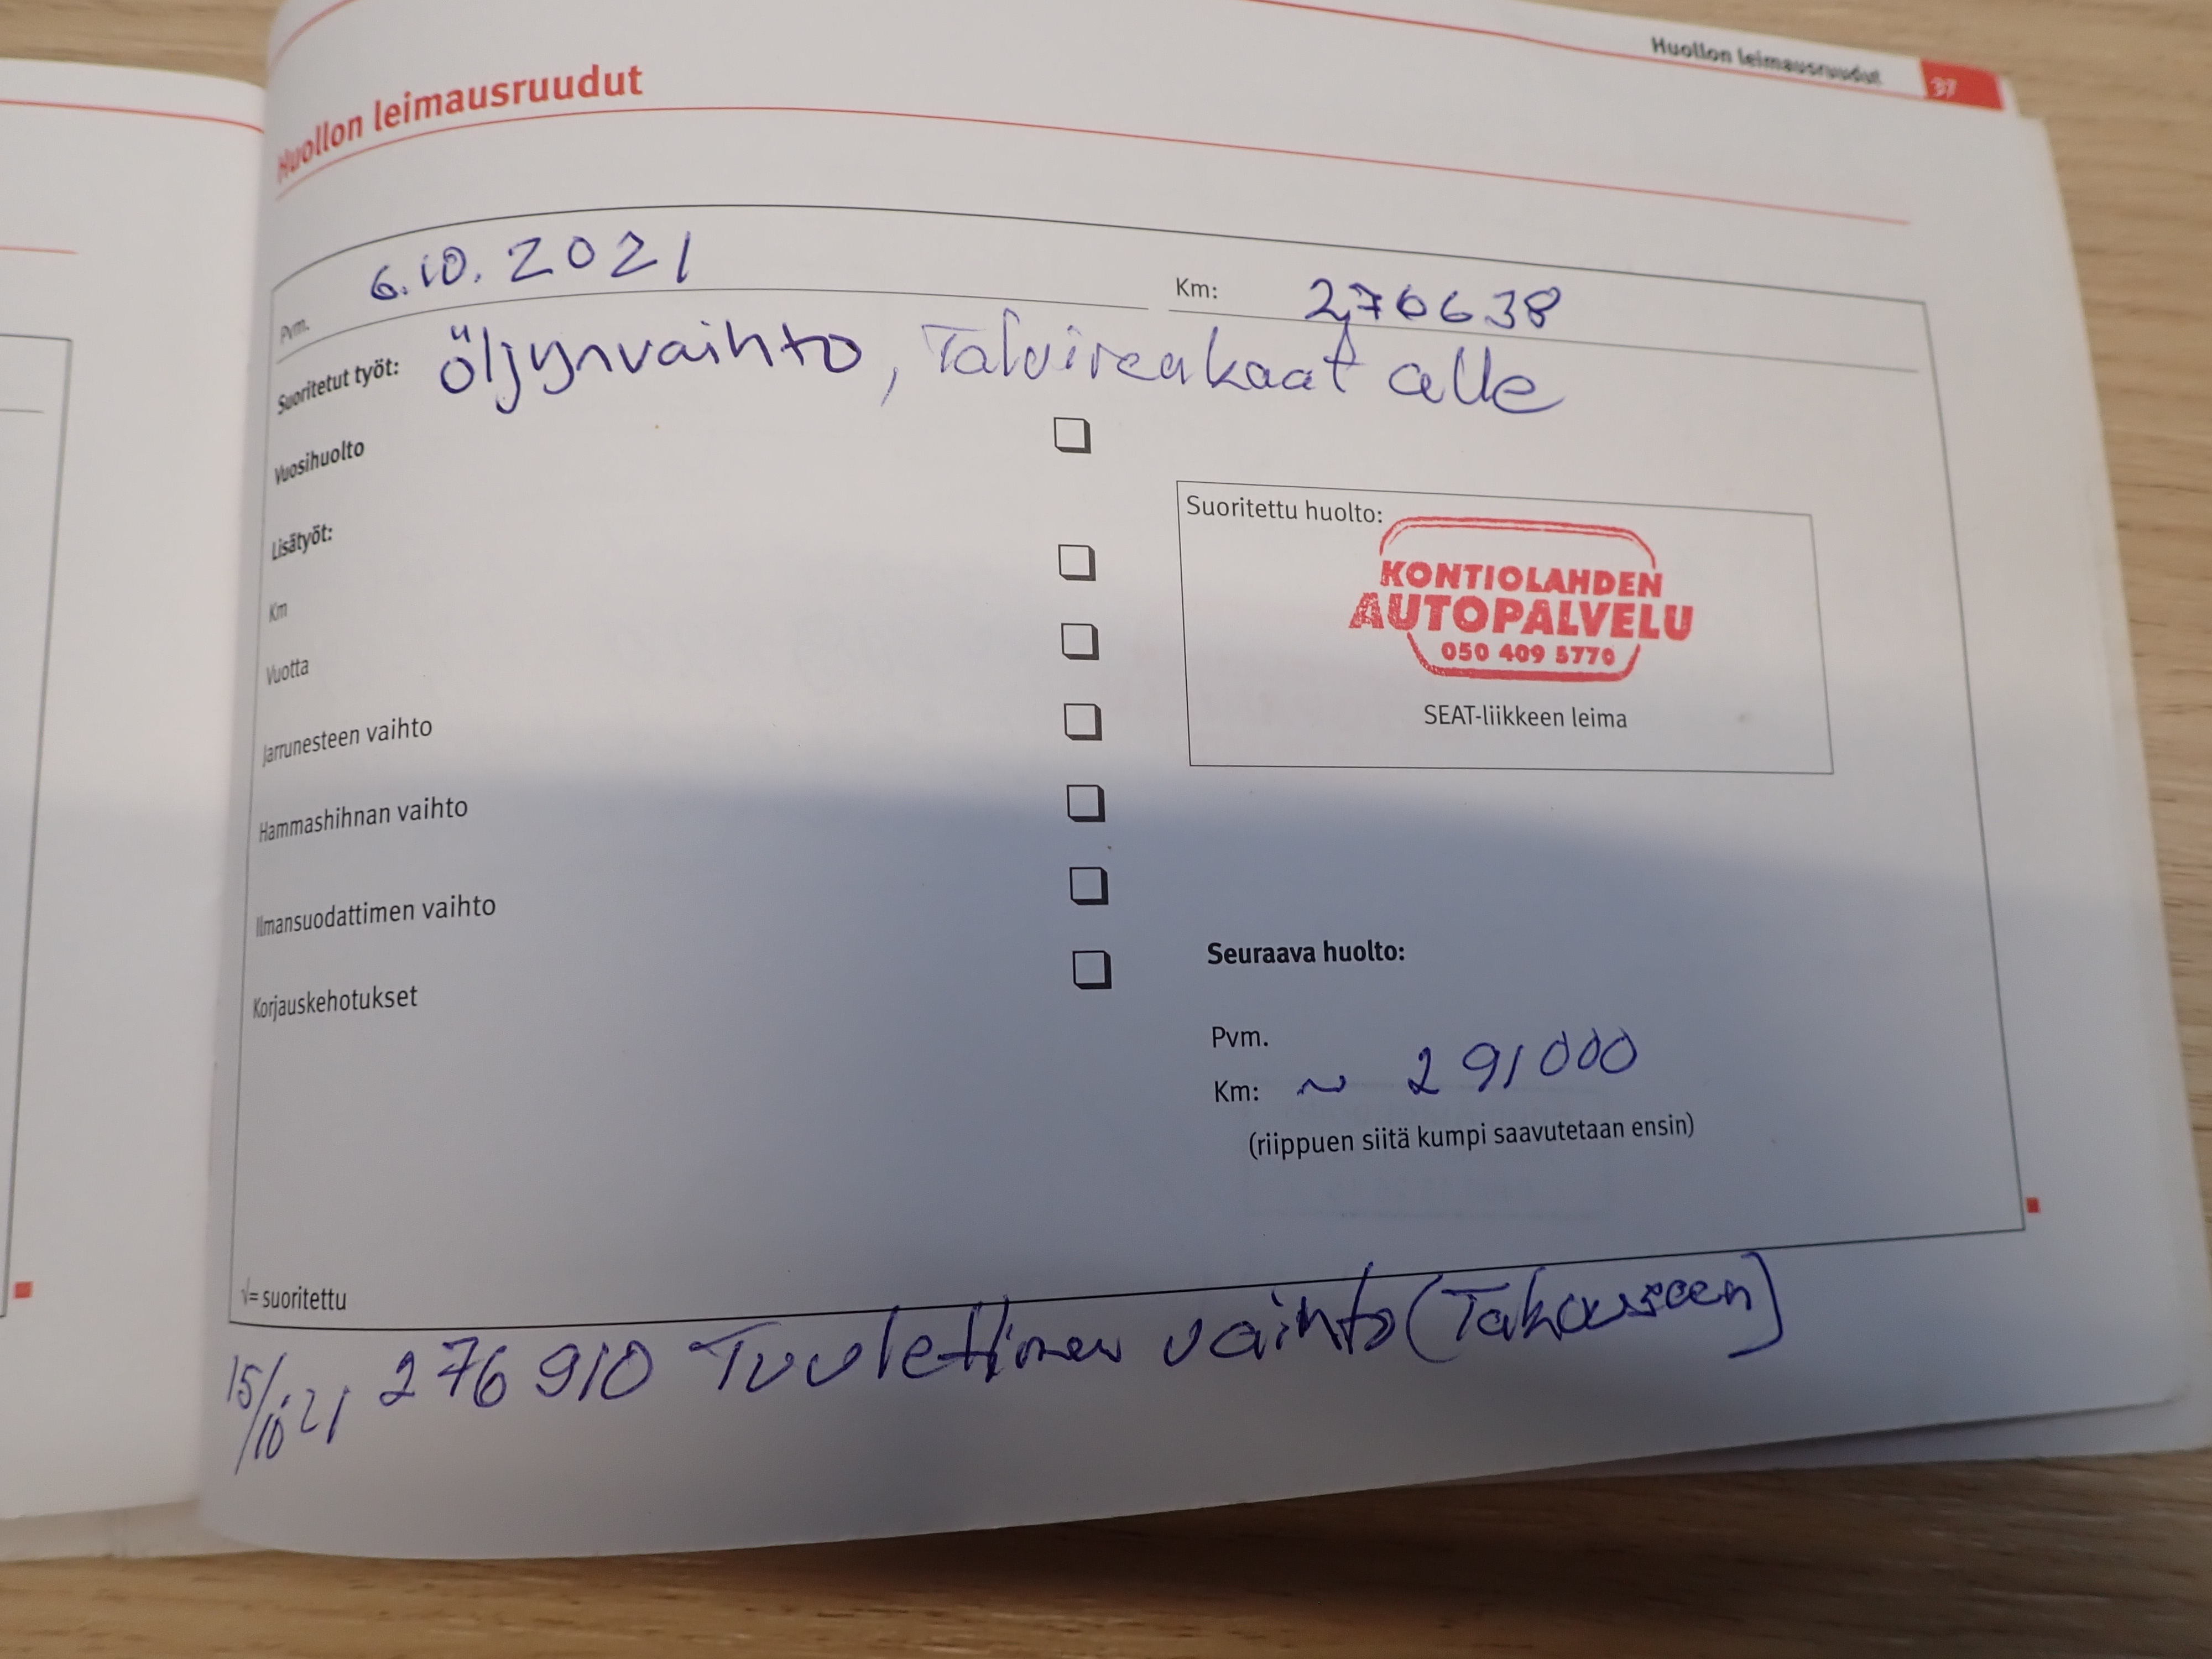 Huollon leimausruudut 37
Huollon leimausruudut
Pvm. 6.10.2021 Km: 276638
Suoritetut työt: Öljynvaihto, Talvirenkaat alle
Vuosihuolto
Lisätyöt:
Km
Vuotta
Jarrunesteen vaihto
Hammashihnan vaihto
Ilmansuodattimen vaihto
Korjauskehotukset
√= suoritettu
Suoritettu huolto:
KONTIOLAHDEN
AUTOPALVELU
050 409 5770
SEAT-liikkeen leima
Seuraava huolto:
Pvm.
Km: ~ 291000
(riippuen siitä kumpi saavutetaan ensin)
15/10 21 276 910 Tuulettimen vaihto (Takuuseen)